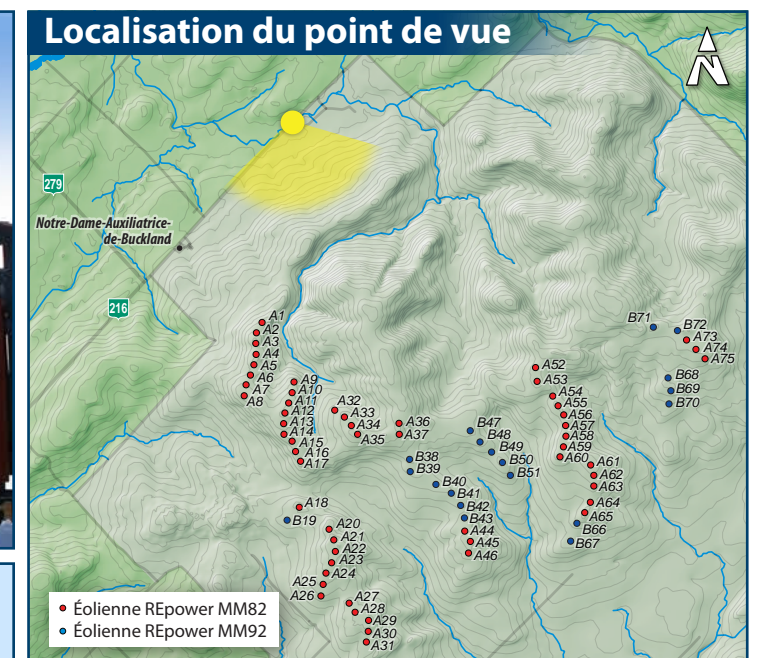 Localisation du point de vue
N
279
Notre-Dame-Auxiliatrice-
de-Buckland
216
A1
A2
A3
A4
A5
A6
A7
A8
A9
A10
A11
A12
A13
A14
A15
A16
A17
A32
A33
A34
A35
A36
A37
B38
B39
B40
B41
B42
B43
A44
A45
A46
B47
B48
B49
B50
B51
A52
A53
A54
A55
A56
A57
A58
A59
A60
A61
A62
A63
A64
A65
B66
B67
B71
B72
A73
A74
A75
B68
B69
B70
A18
B19
A20
A21
A22
A23
A24
A25
A26
A27
A28
A29
A30
A31
Éolienne REpower MM82
Éolienne REpower MM92